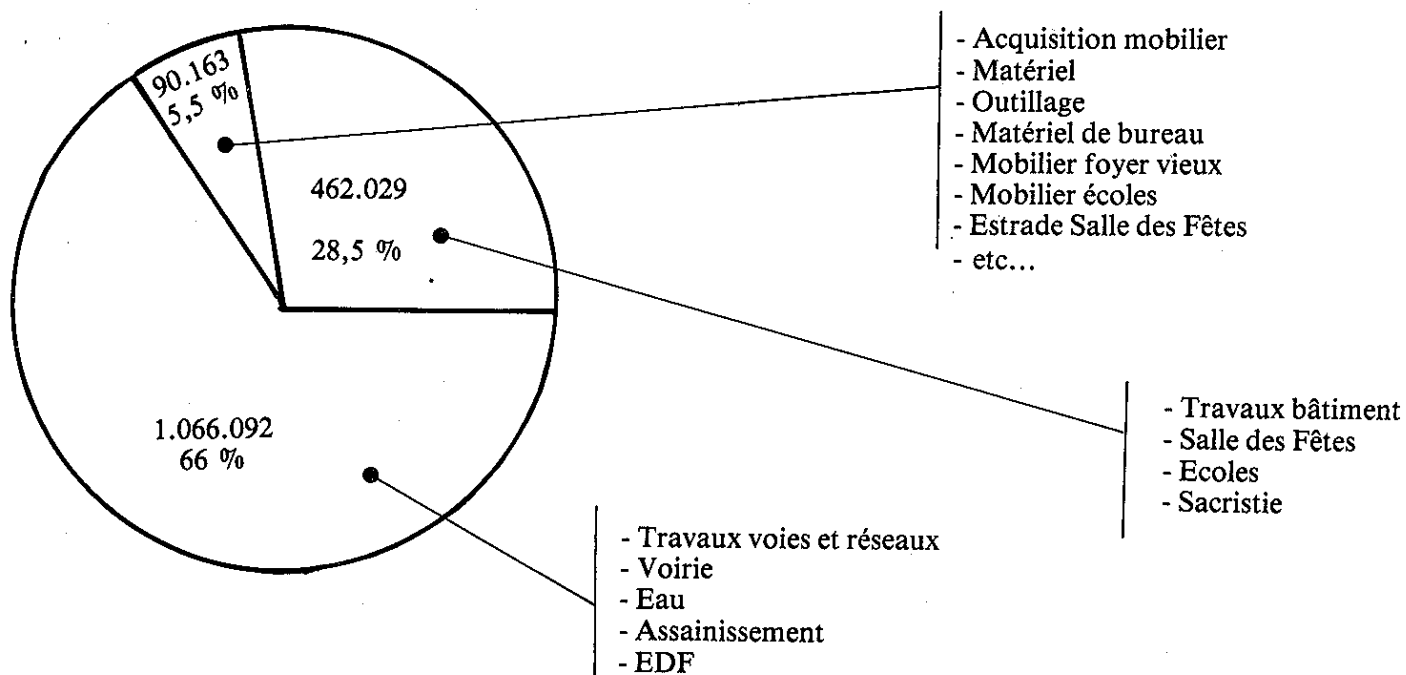 90.163
5,5 %
462.029
28,5 %
1.066.092
66 %
- Acquisition mobilier
- Matériel
- Outillage
- Matériel de bureau
- Mobilier foyer vieux
- Mobilier écoles
- Estrade Salle des Fêtes
- etc...
- Travaux bâtiment
- Salle des Fêtes
- Ecoles
- Sacristie
- Travaux voies et réseaux
- Voirie
- Eau
- Assainissement
- EDF